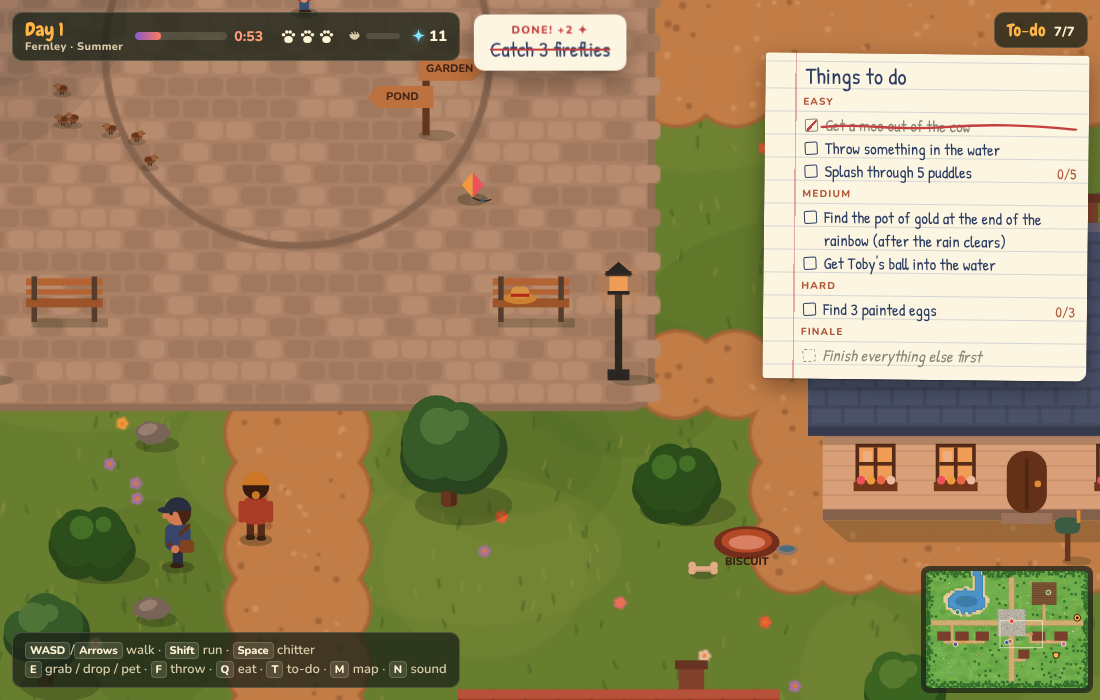 Day 1
Fernley · Summer
0:53
11
DONE! +2
Catch 3 fireflies
To-do 7/7
GARDEN
POND
Things to do
EASY
Get a moo out of the cow
Throw something in the water
Splash through 5 puddles 0/5
MEDIUM
Find the pot of gold at the end of the
rainbow (after the rain clears)
Get Toby's ball into the water
HARD
Find 3 painted eggs 0/3
FINALE
Finish everything else first
BISCUIT
WASD / Arrows walk · Shift run · Space chitter
E grab / drop / pet · F throw · Q eat · T to-do · M map · N sound